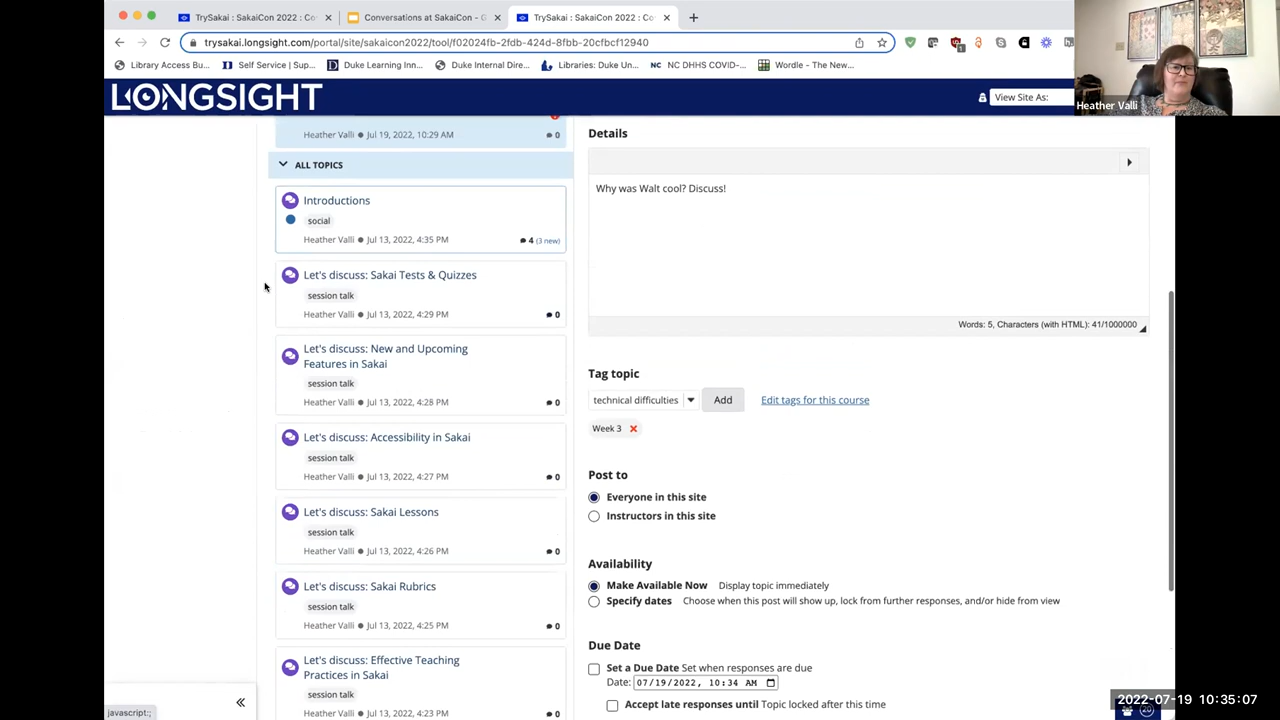 TrySakai : SakaiCon 2022 : Co
Conversations at SakaiCon - G
TrySakai : SakaiCon 2022 : Co
trysakai.longsight.com/portal/site/sakaicon2022/tool/f02024fb-2fdb-424d-8fbb-20cfbcf12940
Library Access Bu...
Self Service | Sup...
Duke Learning Inn...
Duke Internal Dire...
Libraries: Duke Un...
NC DHHS COVID-...
Wordle - The New...
LONGSIGHT
View Site As:
Heather Valli
Heather Valli Jul 19, 2022, 10:29 AM 0
ALL TOPICS
Introductions
social
Heather Valli Jul 13, 2022, 4:35 PM 4 (3 new)
Let's discuss: Sakai Tests & Quizzes
session talk
Heather Valli Jul 13, 2022, 4:29 PM 0
Let's discuss: New and Upcoming
Features in Sakai
session talk
Heather Valli Jul 13, 2022, 4:28 PM 0
Let's discuss: Accessibility in Sakai
session talk
Heather Valli Jul 13, 2022, 4:27 PM 0
Let's discuss: Sakai Lessons
session talk
Heather Valli Jul 13, 2022, 4:26 PM 0
Let's discuss: Sakai Rubrics
session talk
Heather Valli Jul 13, 2022, 4:25 PM 0
Let's discuss: Effective Teaching
Practices in Sakai
session talk
Heather Valli Jul 13, 2022, 4:23 PM 0
Details
Why was Walt cool? Discuss!
Words: 5, Characters (with HTML): 41/1000000
Tag topic
technical difficulties
Add
Edit tags for this course
Week 3
Post to
Everyone in this site
Instructors in this site
Availability
Make Available Now Display topic immediately
Specify dates Choose when this post will show up, lock from further responses, and/or hide from view
Due Date
Set a Due Date Set when responses are due
Date: 07/19/2022, 10:34 AM
Accept late responses until Topic locked after this time
javascript:;
2022-07-19 10:35:07
20